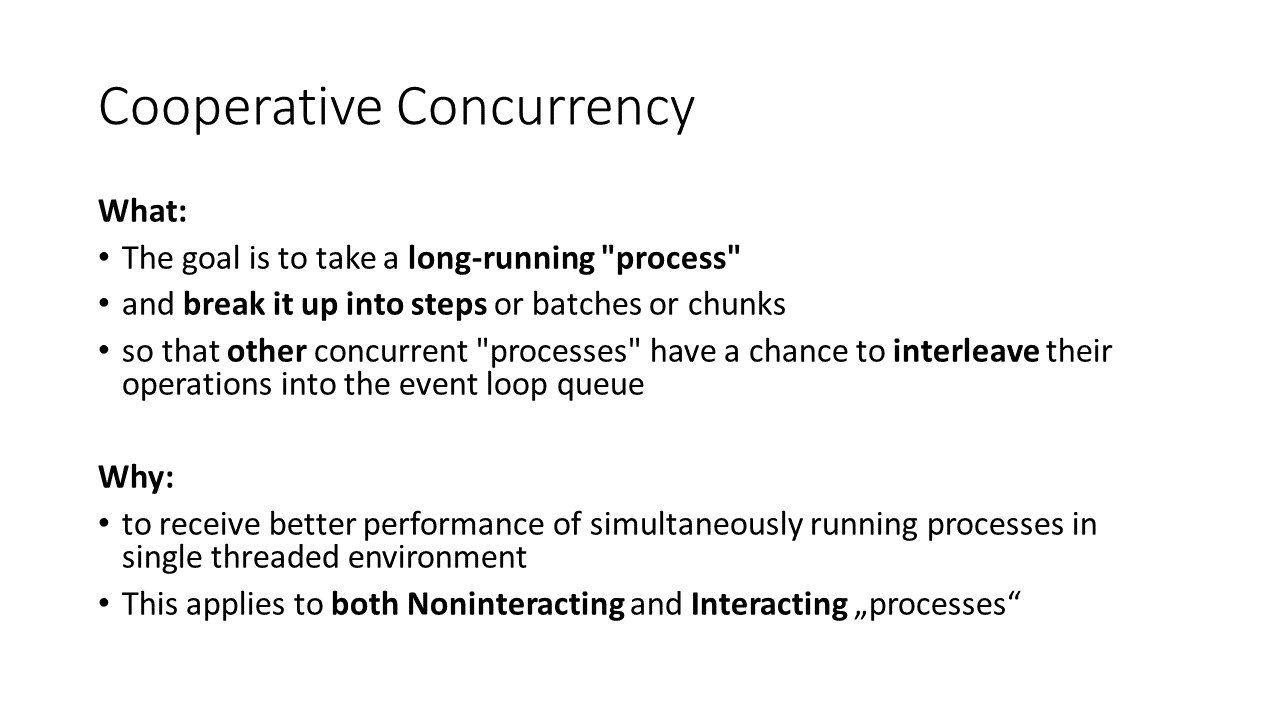 Cooperative Concurrency
What:
• The goal is to take a long-running "process"
• and break it up into steps or batches or chunks
• so that other concurrent "processes" have a chance to interleave their
operations into the event loop queue
Why:
• to receive better performance of simultaneously running processes in
single threaded environment
• This applies to both Noninteracting and Interacting „processes“